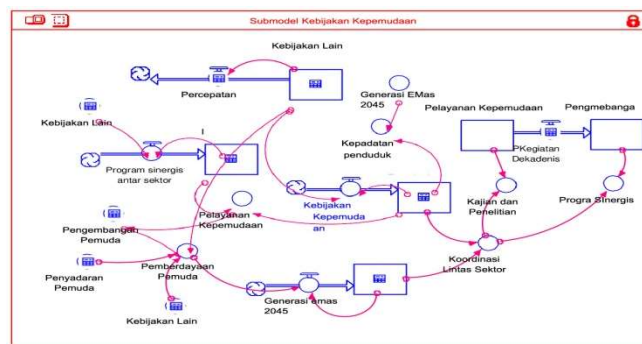 Submodel Kebijakan Kepemudaan
Kebijakan Lain
Percepatan
Generasi EMas
2045
Pelayanan Kepemudaan
Pengmebanga
Kebijakan Lain
Kepadatan
penduduk
PKegiatan
Dekadenis
I
Program sinergis
antar sektor
Kebijakan
Kepemuda
an
Pelayanan
Kepemudaan
Kajian dan
Penelitian
Progra Sinergis
Pengembangan
Pemuda
Penyadaran
Pemuda
Pemberdayaan
Pemuda
Koordinasi
Lintas Sektor
Generasi emas
2045
Kebijakan Lain